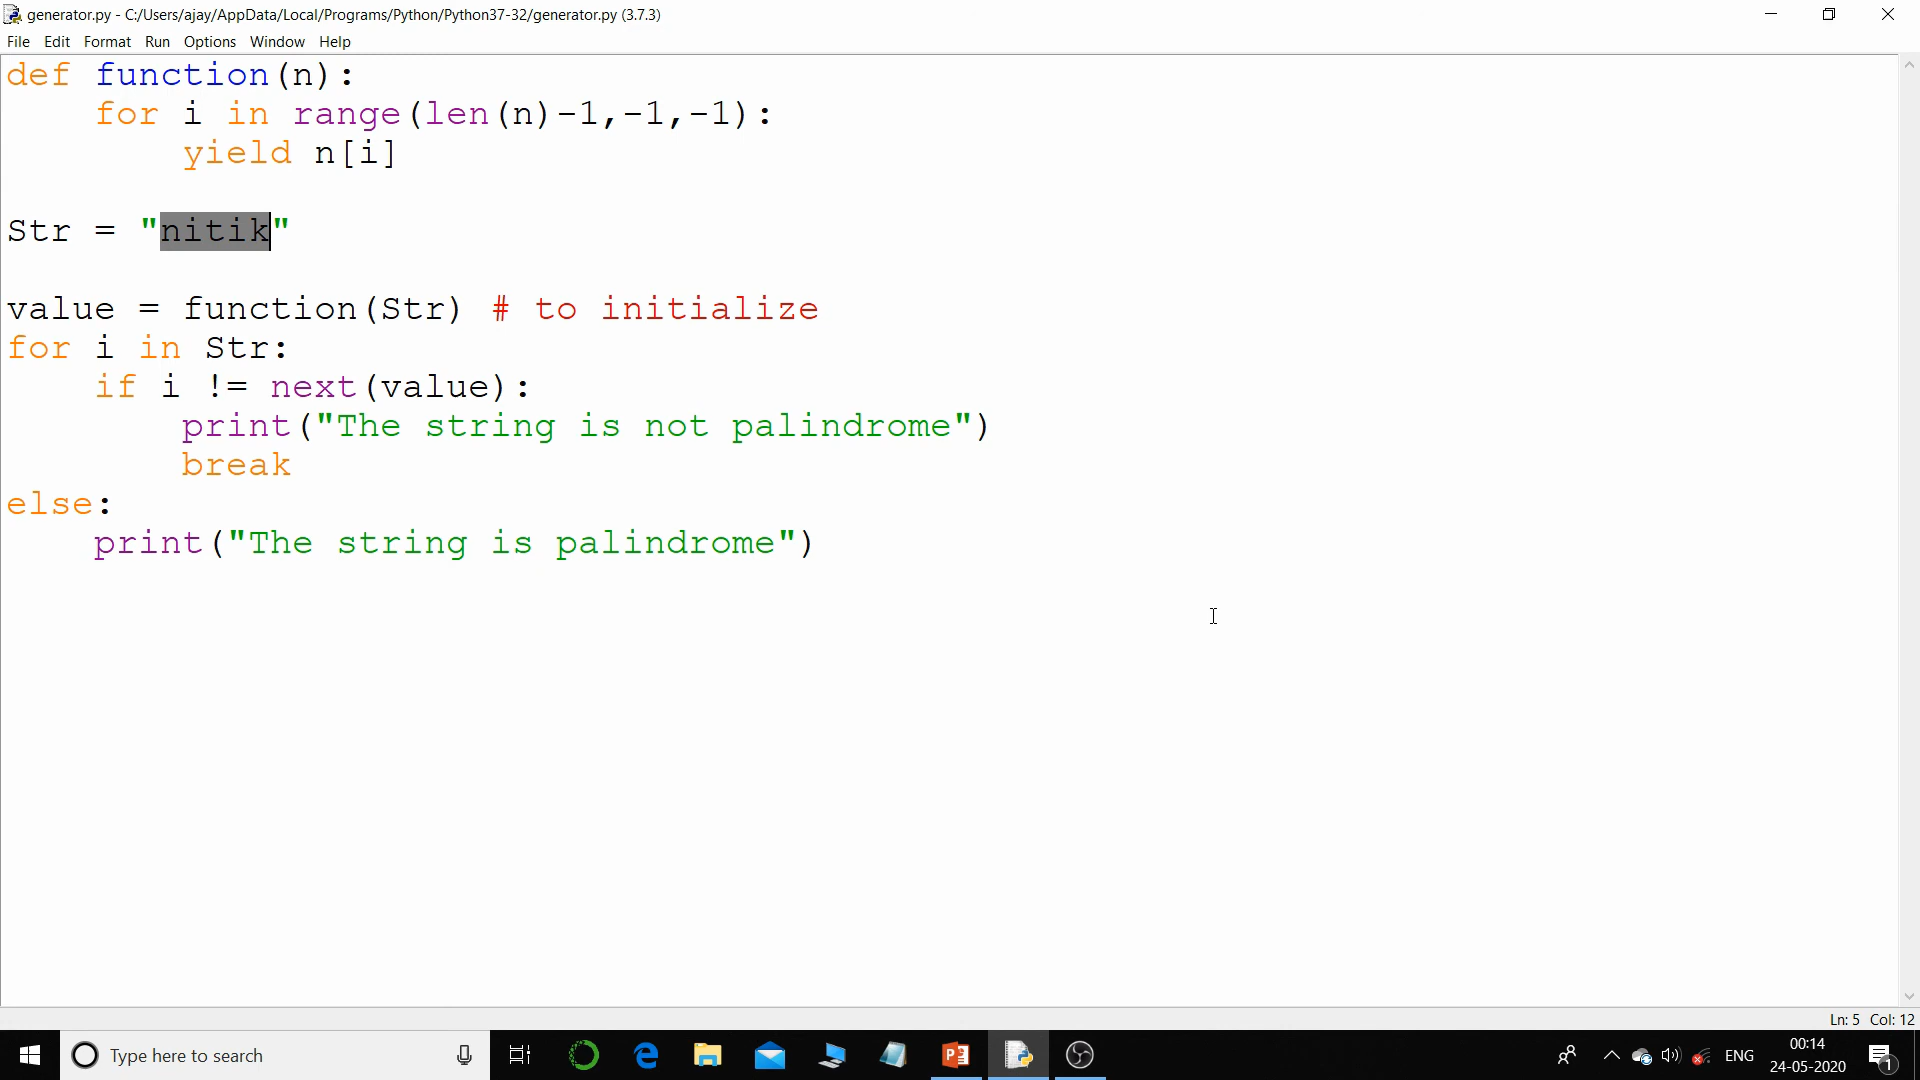 generator.py - C:/Users/ajay/AppData/Local/Programs/Python/Python37-32/generator.py (3.7.3)
File Edit Format Run Options Window Help
def function(n):
    for i in range(len(n)-1,-1,-1):
        yield n[i]
Str = "nitik"
value = function(Str) # to initialize
for i in Str:
    if i != next(value):
        print("The string is not palindrome")
        break
else:
    print("The string is palindrome")
Ln: 5 Col: 12
Type here to search
ENG
00:14
24-05-2020
1